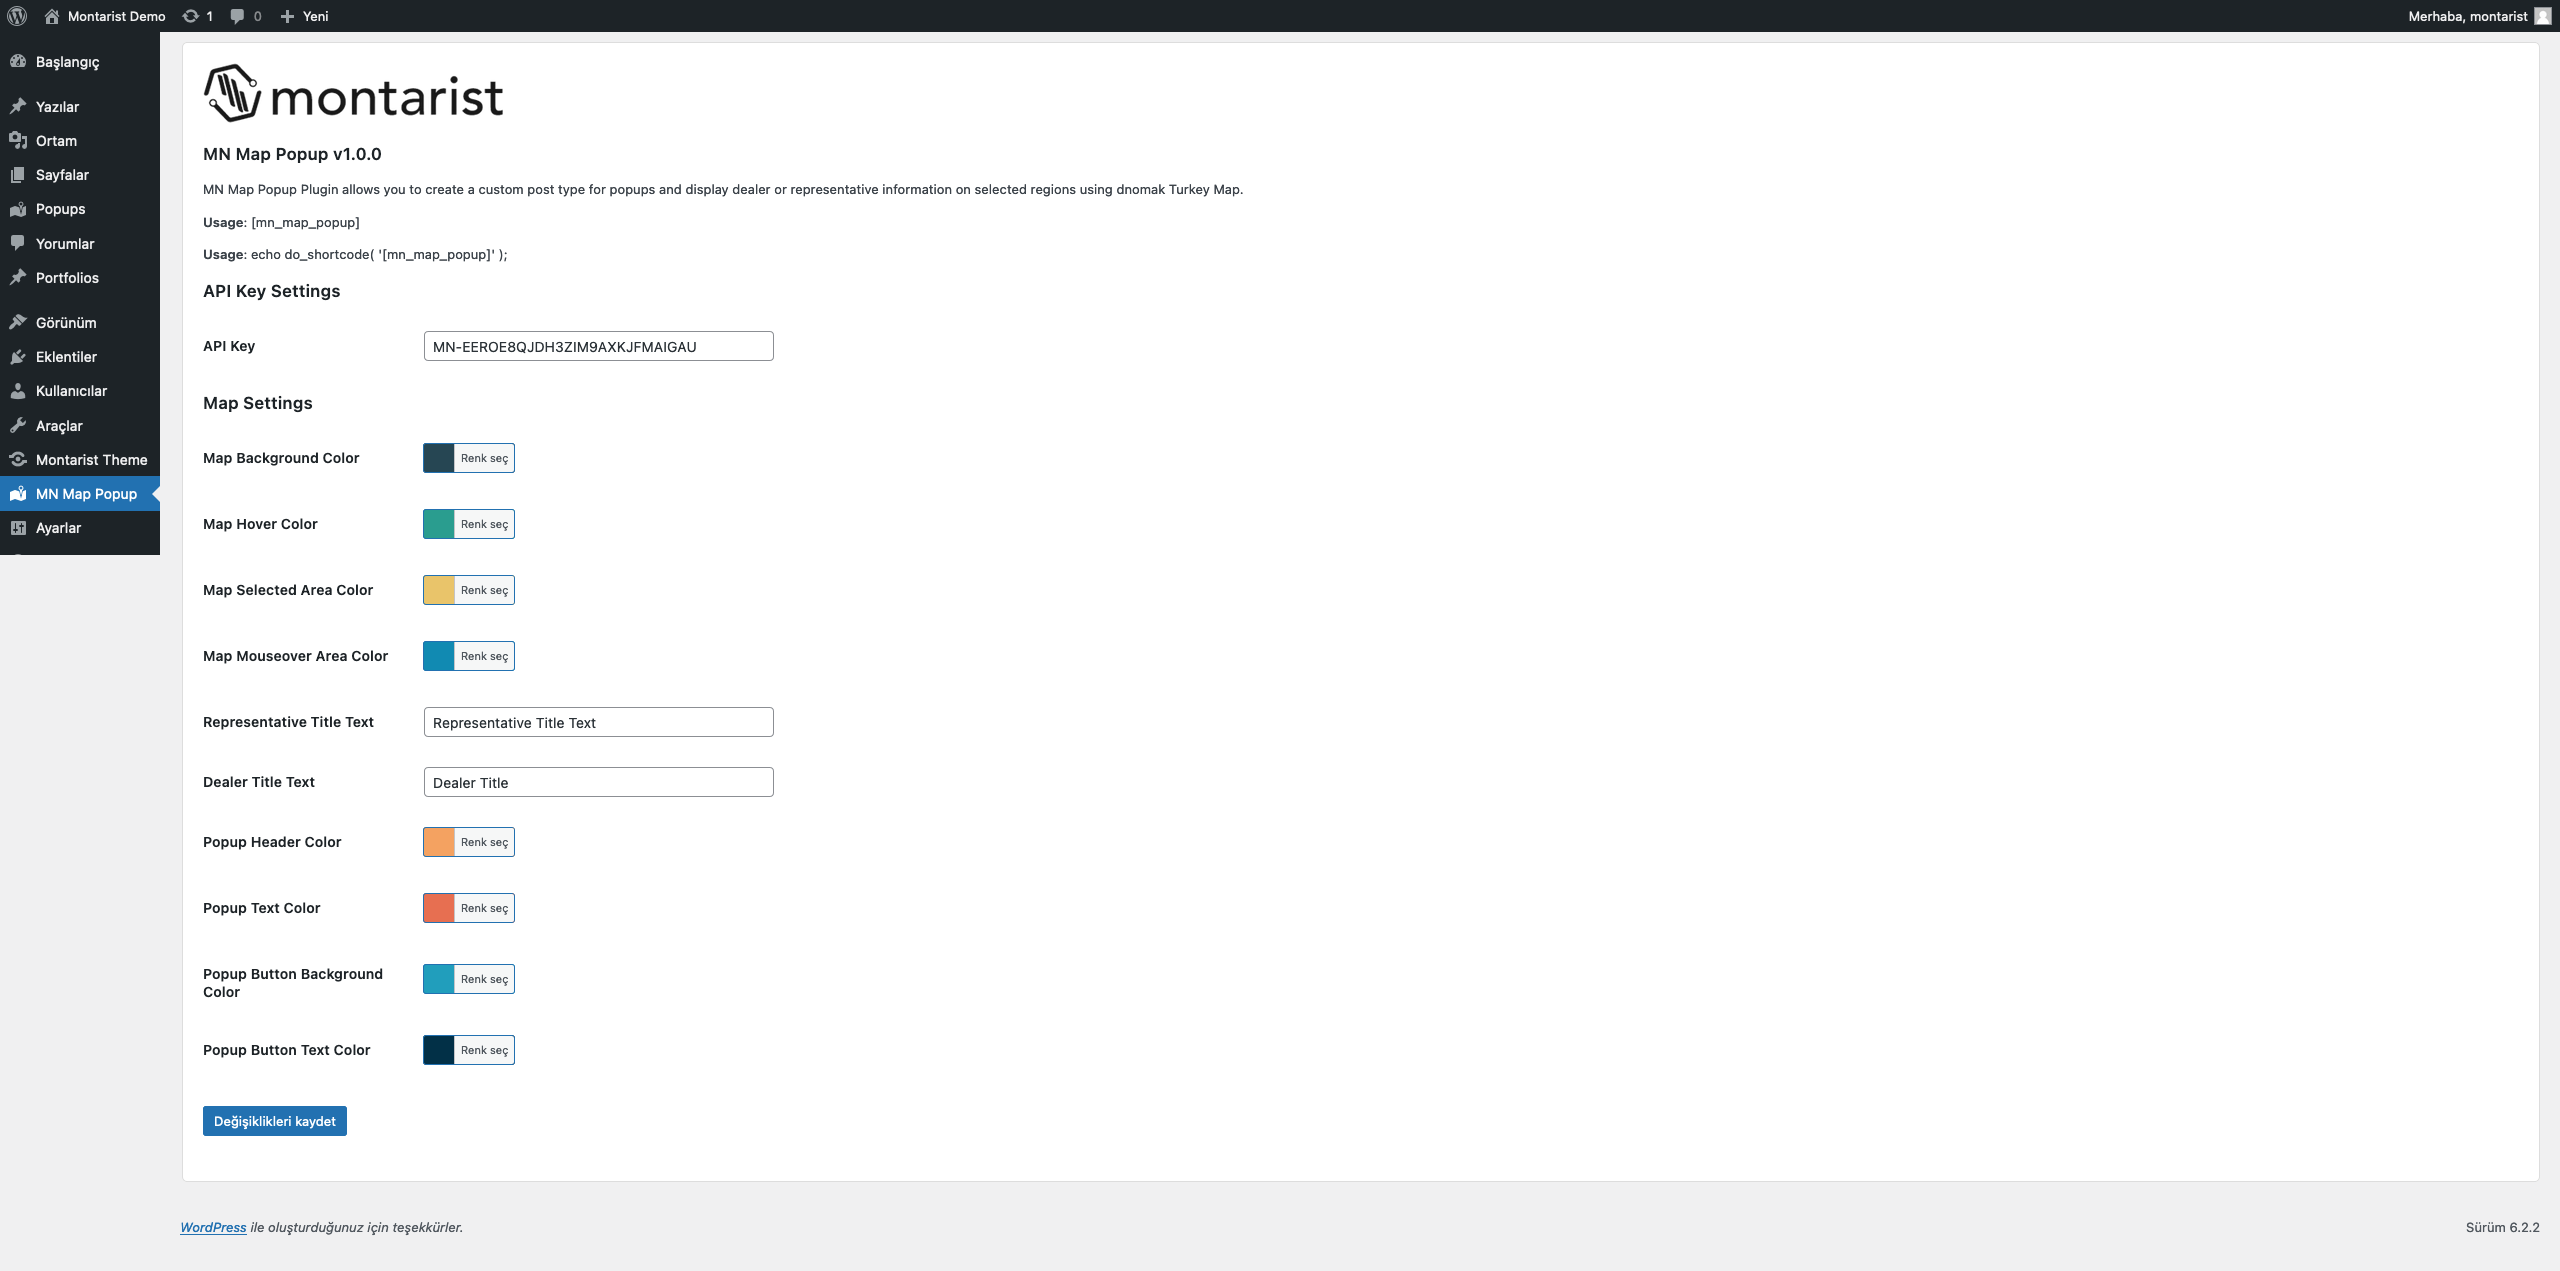 Montarist Demo
1
0
Yeni
Merhaba, montarist
Başlangıç
Yazılar
Ortam
Sayfalar
Popups
Yorumlar
Portfolios
Görünüm
Eklentiler
Kullanıcılar
Araçlar
Montarist Theme
MN Map Popup
Ayarlar
montarist
MN Map Popup v1.0.0
MN Map Popup Plugin allows you to create a custom post type for popups and display dealer or representative information on selected regions using dnomak Turkey Map.
Usage: [mn_map_popup]
Usage: echo do_shortcode( '[mn_map_popup]' );
API Key Settings
API Key
MN-EEROE8QJDH3ZIM9AXKJFMAIGAU
Map Settings
Map Background Color
Renk seç
Map Hover Color
Renk seç
Map Selected Area Color
Renk seç
Map Mouseover Area Color
Renk seç
Representative Title Text
Representative Title Text
Dealer Title Text
Dealer Title
Popup Header Color
Renk seç
Popup Text Color
Renk seç
Popup Button Background
Color
Renk seç
Popup Button Text Color
Renk seç
Değişiklikleri kaydet
WordPress ile oluşturduğunuz için teşekkürler.
Sürüm 6.2.2